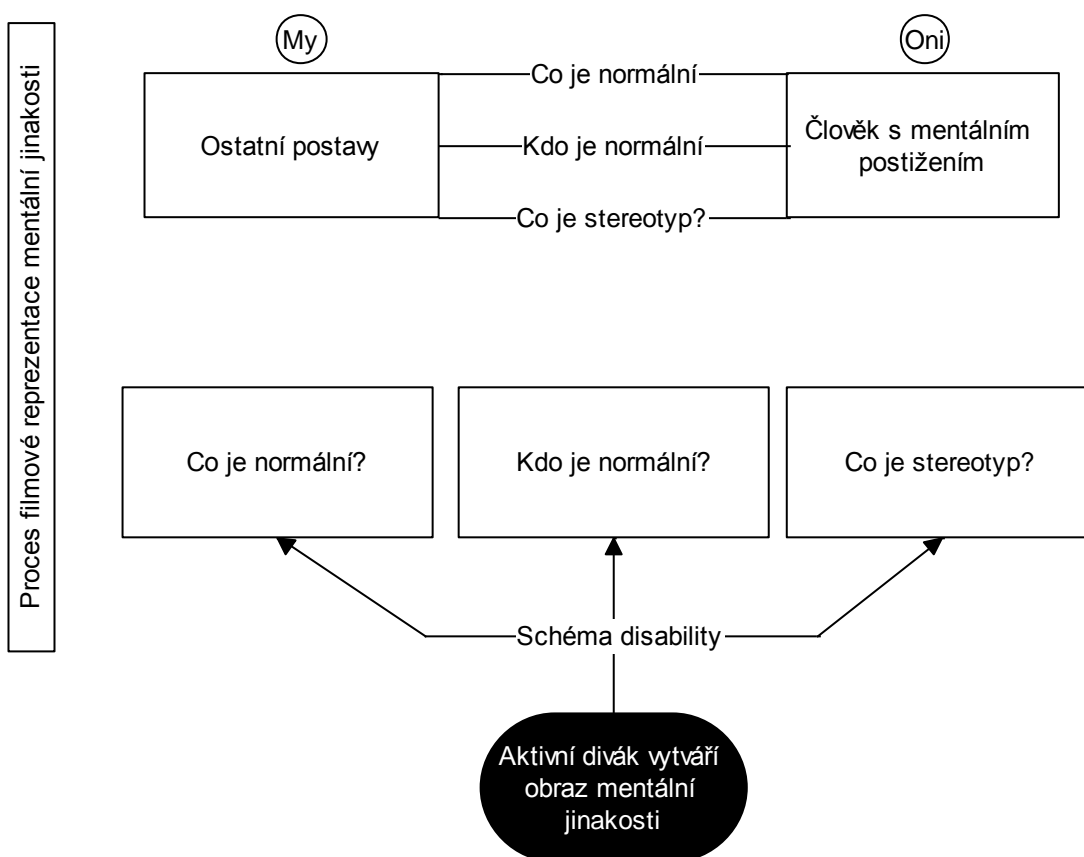 Proces filmové reprezentace mentální jinakosti
My
Oni
Co je normální
Ostatní postavy
Kdo je normální
Člověk s mentálním
postižením
Co je stereotyp?
Co je normální?
Kdo je normální?
Co je stereotyp?
Schéma disability
Aktivní divák vytváří
obraz mentální
jinakosti